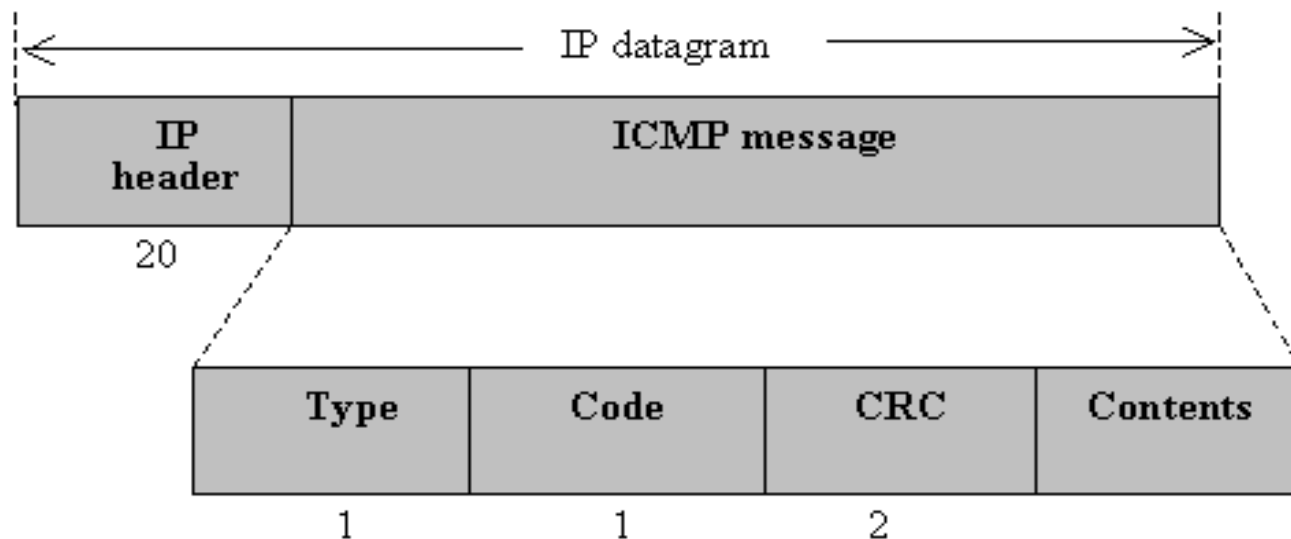 IP datagram
IP
header
ICMP message
20
Type
Code
CRC
Contents
1
1
2